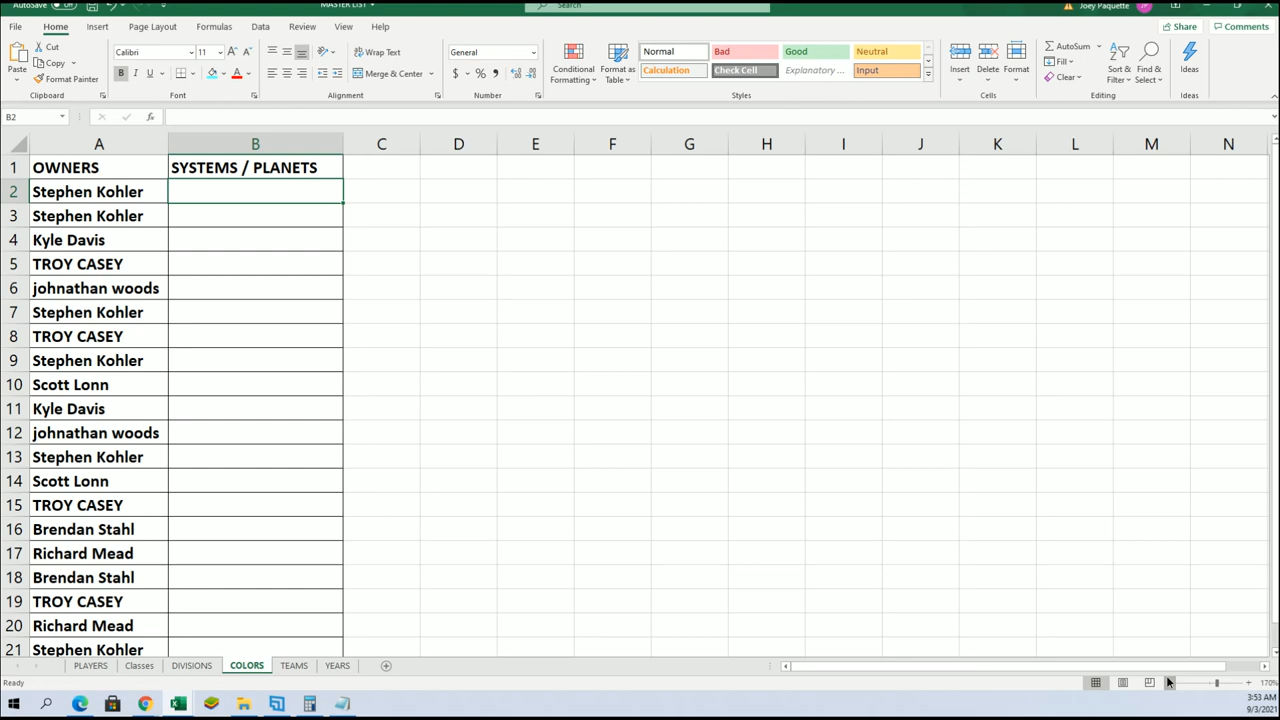 AutoSave Off MASTER LIST Search Joey Paquette JP
File Home Insert Page Layout Formulas Data Review View Help Share Comments
Paste Cut Copy Format Painter Clipboard
Calibri 11 A A B I U A Font
ab Wrap Text Merge & Center Alignment
General $ % 9 Number
Conditional Formatting Format as Table
Normal Bad Good Neutral
Calculation Check Cell Explanatory ... Input
Styles
Insert Delete Format Cells
AutoSum Fill Clear Sort & Filter Find & Select Editing
Ideas Ideas
B2 fx
A B C D E F G H I J K L M N
1 OWNERS SYSTEMS / PLANETS
2 Stephen Kohler
3 Stephen Kohler
4 Kyle Davis
5 TROY CASEY
6 johnathan woods
7 Stephen Kohler
8 TROY CASEY
9 Stephen Kohler
10 Scott Lonn
11 Kyle Davis
12 johnathan woods
13 Stephen Kohler
14 Scott Lonn
15 TROY CASEY
16 Brendan Stahl
17 Richard Mead
18 Brendan Stahl
19 TROY CASEY
20 Richard Mead
21 Stephen Kohler
PLAYERS Classes DIVISIONS COLORS TEAMS YEARS
Ready 170%
3:53 AM
9/3/2021